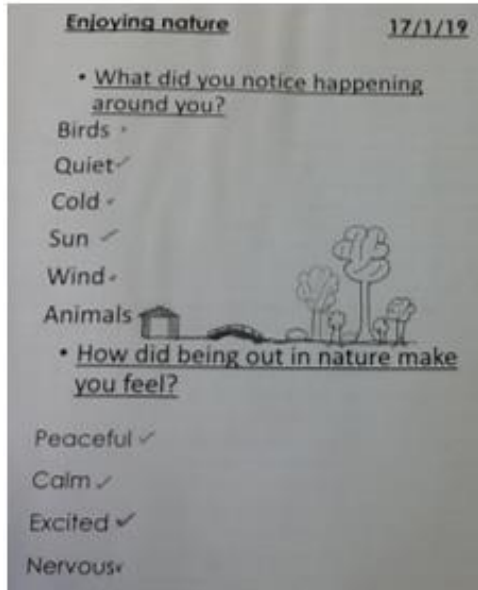 Enjoying nature 17/1/19
• What did you notice happening
around you?
Birds
Quiet ✓
Cold
Sun ✓
Wind
Animals
• How did being out in nature make
you feel?
Peaceful ✓
Calm ✓
Excited ✓
Nervous